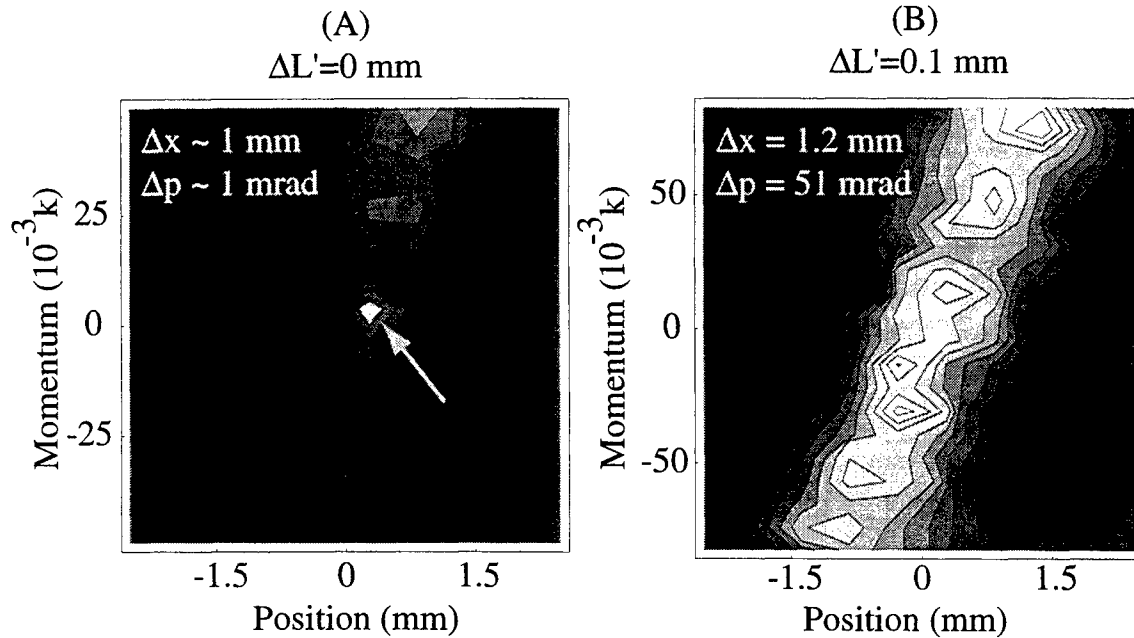 (A)
ΔL'=0 mm
Δx ~ 1 mm
Δp ~ 1 mrad
Momentum (10⁻³k)
25
0
-25
-1.5
0
1.5
Position (mm)
(B)
ΔL'=0.1 mm
Δx = 1.2 mm
Δp = 51 mrad
Momentum (10⁻³k)
50
0
-50
-1.5
0
1.5
Position (mm)